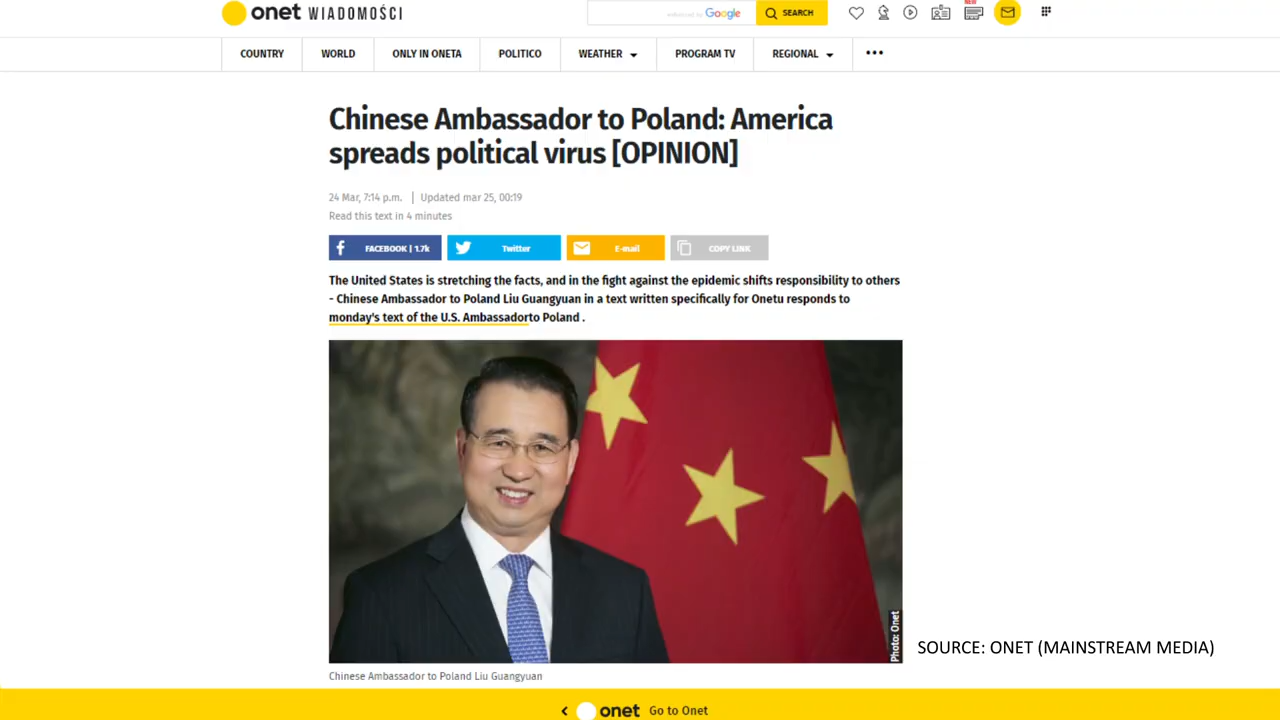 onet WIADOMOŚCI
Google
SEARCH
NEW
COUNTRY
WORLD
ONLY IN ONETA
POLITICO
WEATHER
PROGRAM TV
REGIONAL
Chinese Ambassador to Poland: America
spreads political virus [OPINION]
24 Mar, 7:14 p.m. | Updated mar 25, 00:19
Read this text in 4 minutes
FACEBOOK | 1.7k
Twitter
E-mail
COPY LINK
The United States is stretching the facts, and in the fight against the epidemic shifts responsibility to others
- Chinese Ambassador to Poland Liu Guangyuan in a text written specifically for Onetu responds to
monday's text of the U.S. Ambassadorto Poland .
Photo: Onet
SOURCE: ONET (MAINSTREAM MEDIA)
Chinese Ambassador to Poland Liu Guangyuan
onet Go to Onet